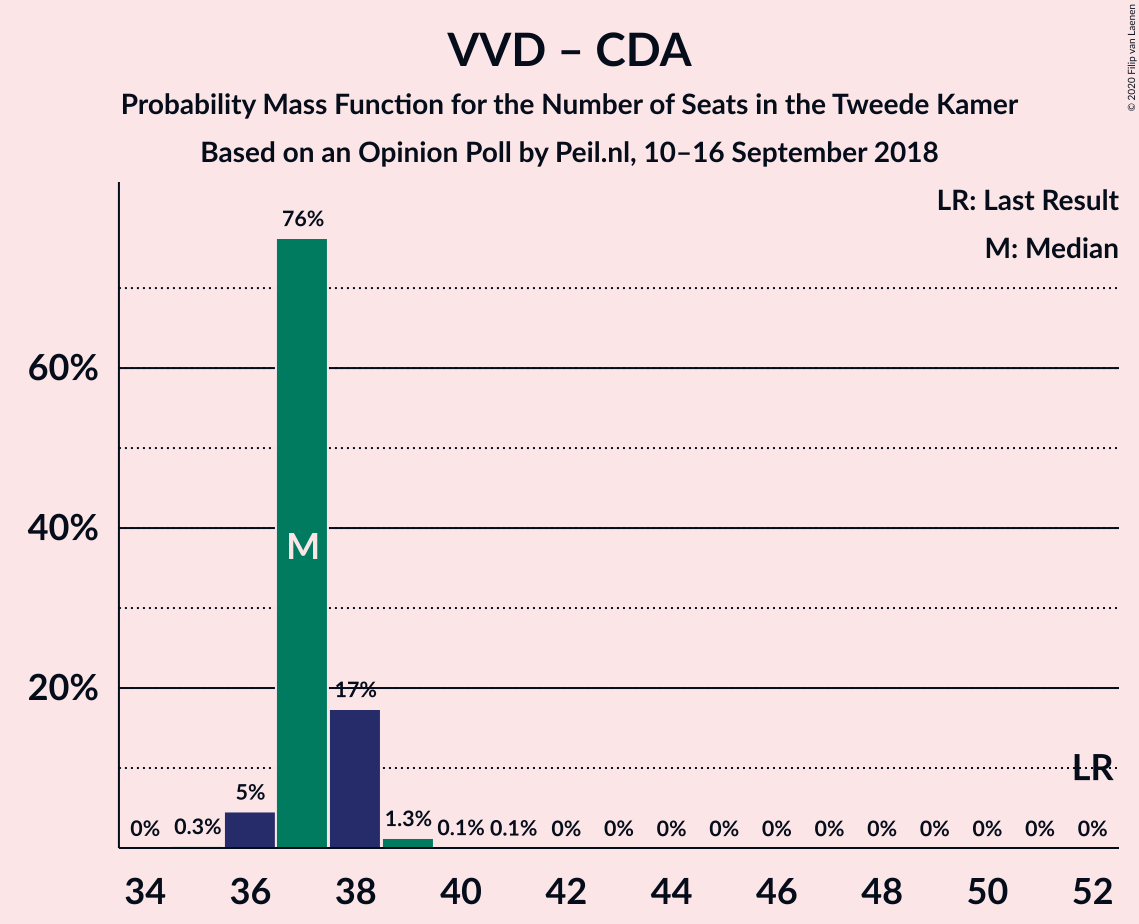 VVD – CDA
Probability Mass Function for the Number of Seats in the Tweede Kamer
Based on an Opinion Poll by Peil.nl, 10–16 September 2018
© 2020 Filip van Laenen
LR: Last Result
M: Median
76%
60%
40%
M
20%
17%
LR
5%
0% 0.3% 1.3% 0.1% 0.1% 0% 0% 0% 0% 0% 0% 0% 0% 0% 0% 0%
34 36 38 40 42 44 46 48 50 52